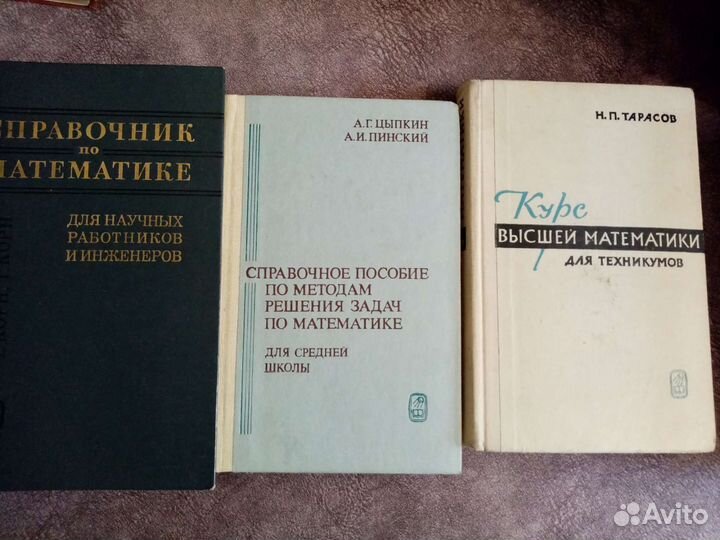 СПРАВОЧНИК
ПО
МАТЕМАТИКЕ
ДЛЯ НАУЧНЫХ
РАБОТНИКОВ
И ИНЖЕНЕРОВ
А.Г. ЦЫПКИН
А.И. ПИНСКИЙ
СПРАВОЧНОЕ ПОСОБИЕ
ПО МЕТОДАМ
РЕШЕНИЯ ЗАДАЧ
ПО МАТЕМАТИКЕ
ДЛЯ СРЕДНЕЙ
ШКОЛЫ
Н.П. ТАРАСОВ
Курс
ВЫСШЕЙ МАТЕМАТИКИ
ДЛЯ ТЕХНИКУМОВ
Avito